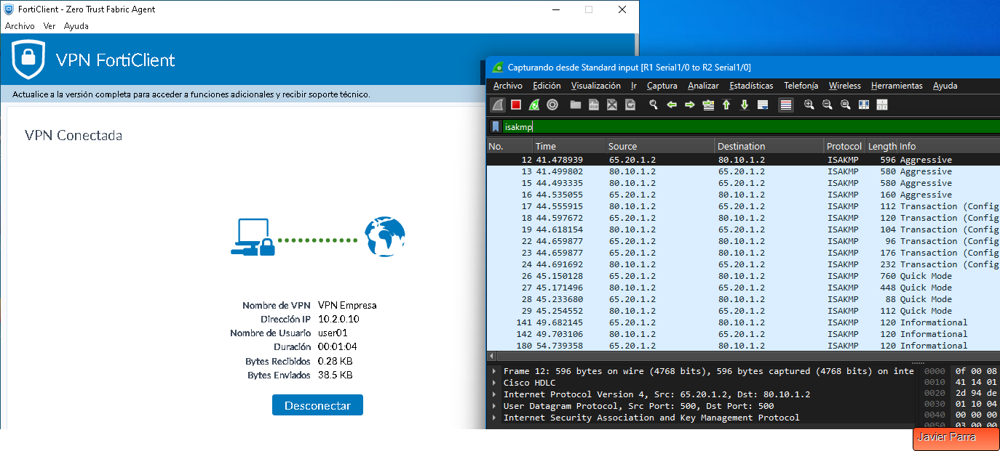 FortiClient - Zero Trust Fabric Agent
Archivo Ver Ayuda
VPN FortiClient
Actualice a la versión completa para acceder a funciones adicionales y recibir soporte técnico.
VPN Conectada
Nombre de VPN VPN Empresa
Dirección IP 10.2.0.10
Nombre de Usuario user01
Duración 00:01:04
Bytes Recibidos 0.28 KB
Bytes Enviados 38.5 KB
Desconectar
Capturando desde Standard input [R1 Serial1/0 to R2 Serial1/0]
Archivo Edición Visualización Ir Captura Analizar Estadísticas Telefonía Wireless Herramientas Ayuda
isakmp
No. Time Source Destination Protocol Length Info
12 41.478939 65.20.1.2 80.10.1.2 ISAKMP 596 Aggressive
13 41.499802 80.10.1.2 65.20.1.2 ISAKMP 580 Aggressive
15 44.493335 80.10.1.2 65.20.1.2 ISAKMP 580 Aggressive
16 44.535055 65.20.1.2 80.10.1.2 ISAKMP 160 Aggressive
17 44.555915 80.10.1.2 65.20.1.2 ISAKMP 112 Transaction (Config
18 44.597672 65.20.1.2 80.10.1.2 ISAKMP 120 Transaction (Config
19 44.618154 80.10.1.2 65.20.1.2 ISAKMP 104 Transaction (Config
22 44.659877 65.20.1.2 80.10.1.2 ISAKMP 96 Transaction (Config
23 44.659877 65.20.1.2 80.10.1.2 ISAKMP 176 Transaction (Config
24 44.691692 80.10.1.2 65.20.1.2 ISAKMP 232 Transaction (Config
26 45.150128 65.20.1.2 80.10.1.2 ISAKMP 760 Quick Mode
27 45.171496 80.10.1.2 65.20.1.2 ISAKMP 448 Quick Mode
28 45.233680 65.20.1.2 80.10.1.2 ISAKMP 88 Quick Mode
29 45.254552 80.10.1.2 65.20.1.2 ISAKMP 112 Quick Mode
141 49.682145 65.20.1.2 80.10.1.2 ISAKMP 120 Informational
142 49.703106 80.10.1.2 65.20.1.2 ISAKMP 120 Informational
180 54.739358 65.20.1.2 80.10.1.2 ISAKMP 120 Informational
Frame 12: 596 bytes on wire (4768 bits), 596 bytes captured (4768 bits) on inte
Cisco HDLC
Internet Protocol Version 4, Src: 65.20.1.2, Dst: 80.10.1.2
User Datagram Protocol, Src Port: 500, Dst Port: 500
Internet Security Association and Key Management Protocol
0000 0f 00 08
0010 41 14 01
0020 2d 94 de
0030 01 10 04
0040 00 00 00
0050 03 00 00
Javier Parra